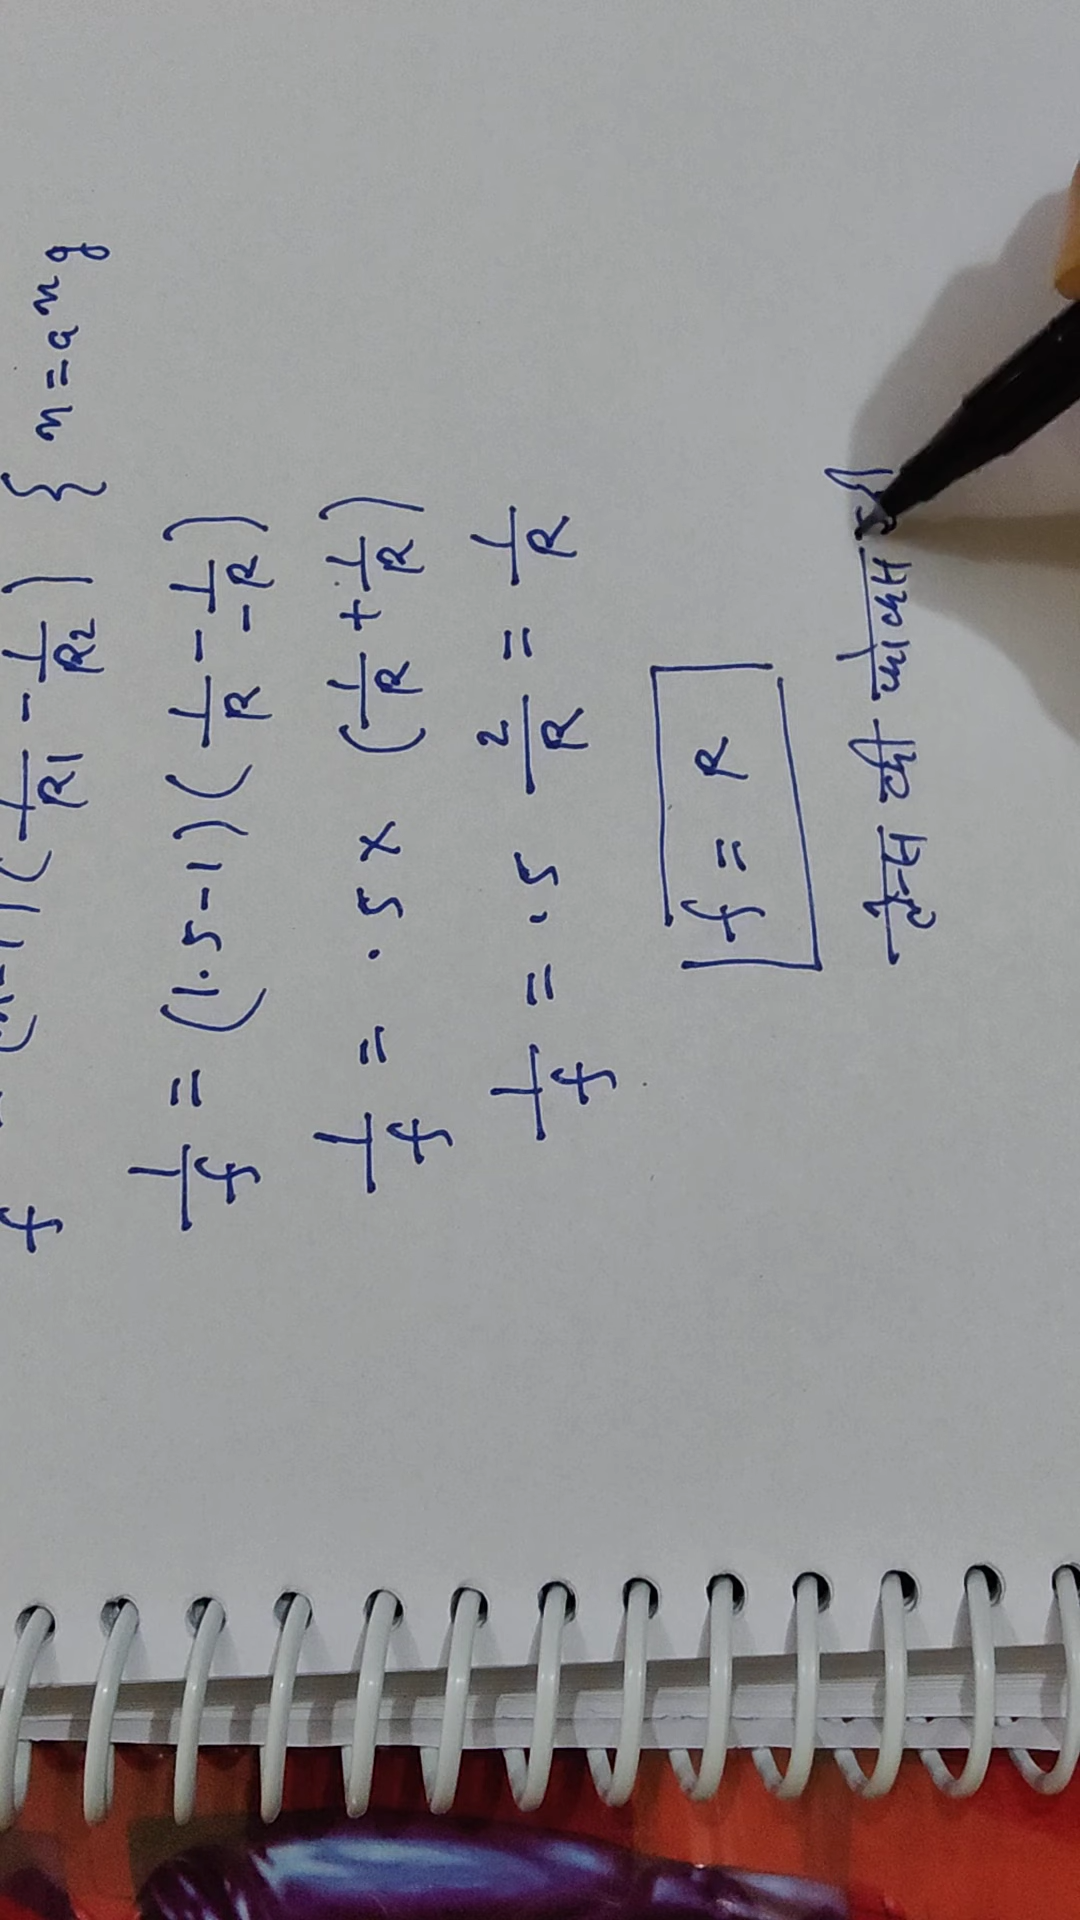 1/f = (n-1) (1/R1 - 1/R2) { n = ang
1/f = (1.5-1) (1/R - 1/-R)
1/f = .5 x (1/R + 1/R)
1/f = .5 2/R = 1/R
f = R
लेन्स की फोकस